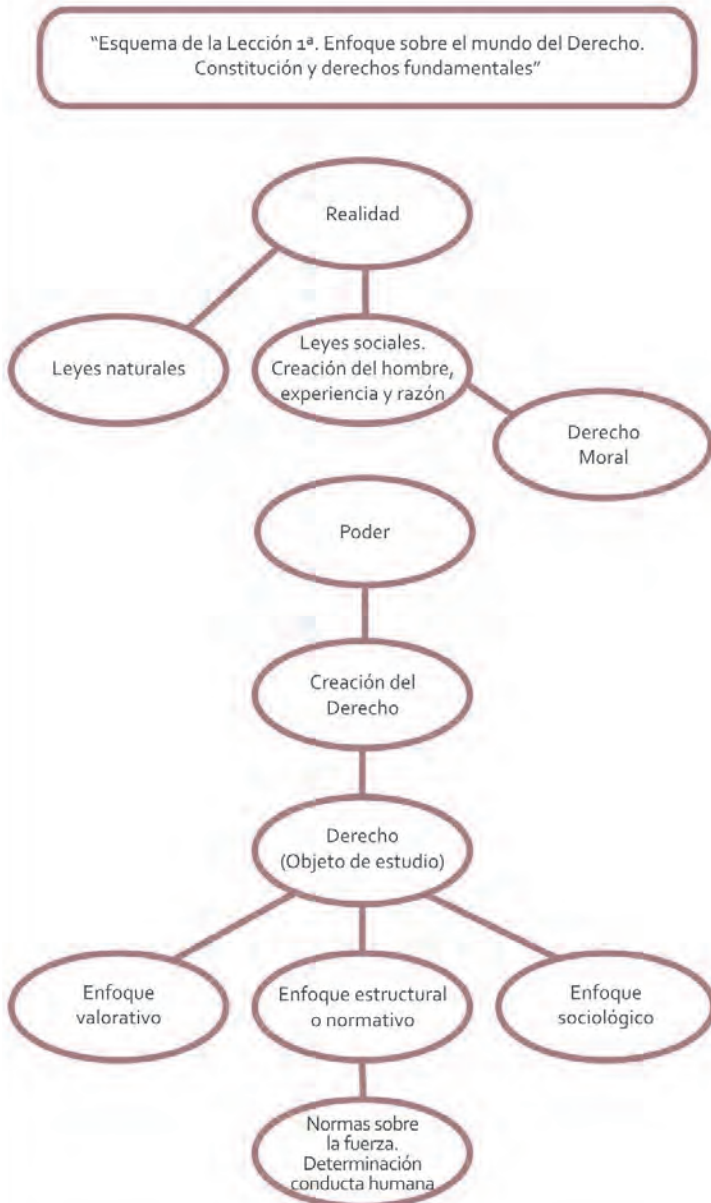 "Esquema de la Lección 1ª. Enfoque sobre el mundo del Derecho.
Constitución y derechos fundamentales"
Realidad
Leyes naturales
Leyes sociales.
Creación del hombre,
experiencia y razón
Derecho
Moral
Poder
Creación del
Derecho
Derecho
(Objeto de estudio)
Enfoque
valorativo
Enfoque estructural
o normativo
Enfoque
sociológico
Normas sobre
la fuerza.
Determinación
conducta humana